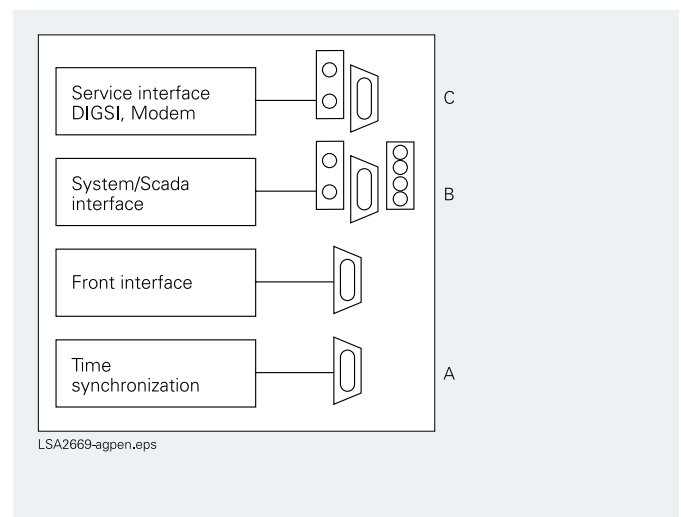 Service interface
DIGSI, Modem
C
System/Scada
interface
B
Front interface
Time
synchronization
A
LSA2669-agpen.eps